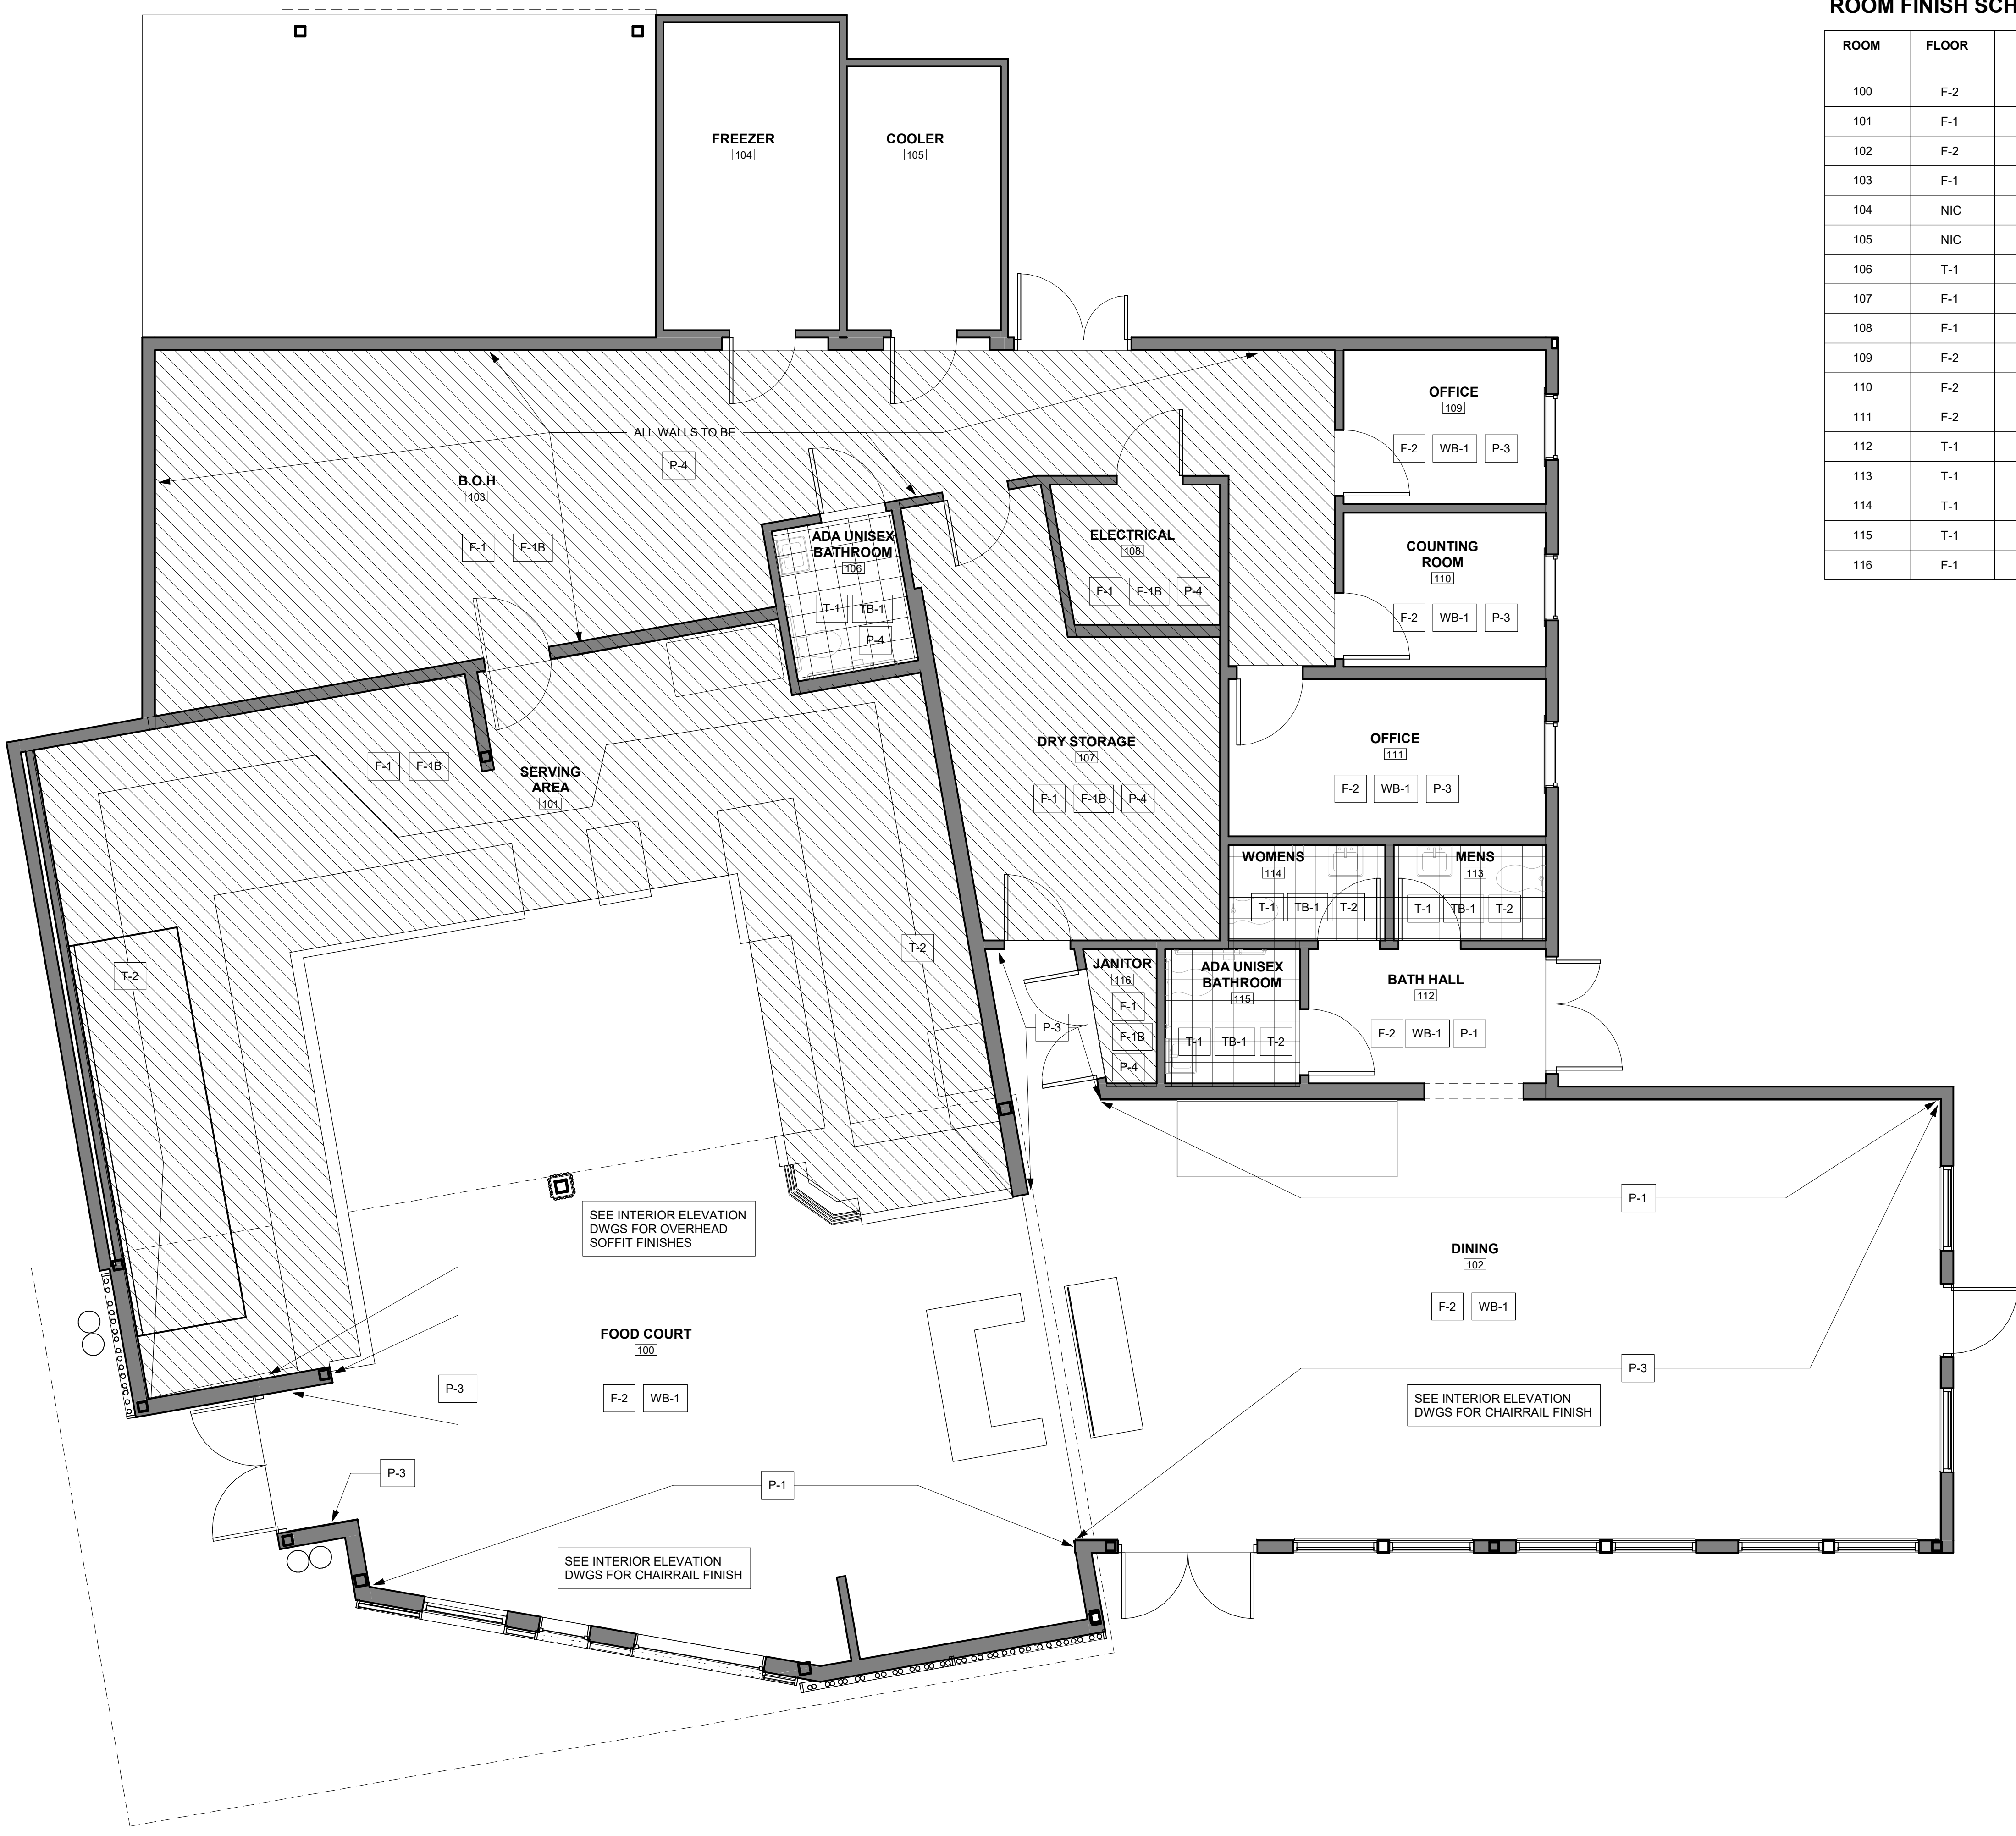 ROOM FINISH SCH
ROOM FLOOR
100 F-2
101 F-1
102 F-2
103 F-1
104 NIC
105 NIC
106 T-1
107 F-1
108 F-1
109 F-2
110 F-2
111 F-2
112 T-1
113 T-1
114 T-1
115 T-1
116 F-1
FREEZER
104
COOLER
105
ALL WALLS TO BE
P-4
B.O.H
103
F-1 F-1B
ADA UNISEX
BATHROOM
106
T-1 TB-1
P-4
ELECTRICAL
108
F-1 F-1B P-4
OFFICE
109
F-2 WB-1 P-3
COUNTING
ROOM
110
F-2 WB-1 P-3
OFFICE
111
F-2 WB-1 P-3
DRY STORAGE
107
F-1 F-1B P-4
F-1 F-1B
SERVING
AREA
101
T-2
T-2
WOMENS
114
T-1 TB-1 T-2
MENS
113
T-1 TB-1 T-2
JANITOR
116
F-1
F-1B
P-4
ADA UNISEX
BATHROOM
115
T-1 TB-1 T-2
BATH HALL
112
F-2 WB-1 P-1
P-3
P-1
SEE INTERIOR ELEVATION
DWGS FOR OVERHEAD
SOFFIT FINISHES
DINING
102
F-2 WB-1
FOOD COURT
100
F-2 WB-1
P-3
P-3
SEE INTERIOR ELEVATION
DWGS FOR CHAIRRAIL FINISH
P-3
P-1
SEE INTERIOR ELEVATION
DWGS FOR CHAIRRAIL FINISH